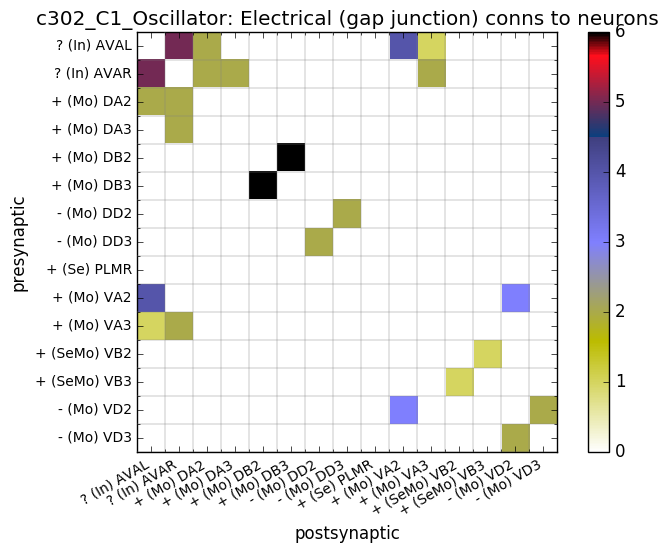 c302_C1_Oscillator: Electrical (gap junction) conns to neurons
? (In) AVAL
? (In) AVAR
+ (Mo) DA2
+ (Mo) DA3
+ (Mo) DB2
+ (Mo) DB3
- (Mo) DD2
- (Mo) DD3
+ (Se) PLMR
+ (Mo) VA2
+ (Mo) VA3
+ (SeMo) VB2
+ (SeMo) VB3
- (Mo) VD2
- (Mo) VD3
presynaptic
? (In) AVAL
? (In) AVAR
+ (Mo) DA2
+ (Mo) DA3
+ (Mo) DB2
+ (Mo) DB3
- (Mo) DD2
- (Mo) DD3
+ (Se) PLMR
+ (Mo) VA2
+ (Mo) VA3
+ (SeMo) VB2
+ (SeMo) VB3
- (Mo) VD2
- (Mo) VD3
postsynaptic
6
5
4
3
2
1
0